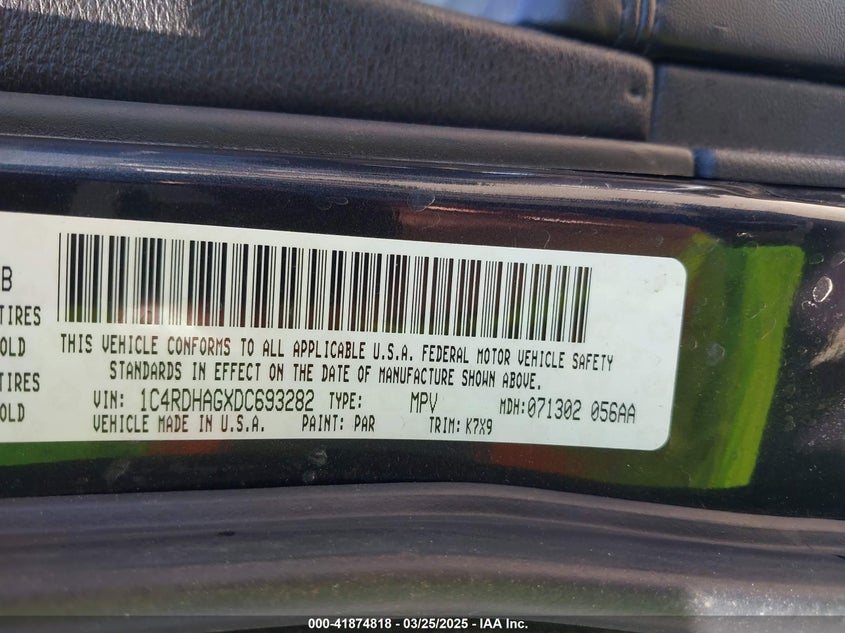 B
TIRES
OLD
TIRES
OLD
THIS VEHICLE CONFORMS TO ALL APPLICABLE U.S.A. FEDERAL MOTOR VEHICLE SAFETY
STANDARDS IN EFFECT ON THE DATE OF MANUFACTURE SHOWN ABOVE.
VIN: 1C4RDHAGXDC693282 TYPE: MPV MDH:071302 056AA
VEHICLE MADE IN U.S.A. PAINT: PAR TRIM: K7X9
000-41874818 — 03/25/2025 — IAA Inc.